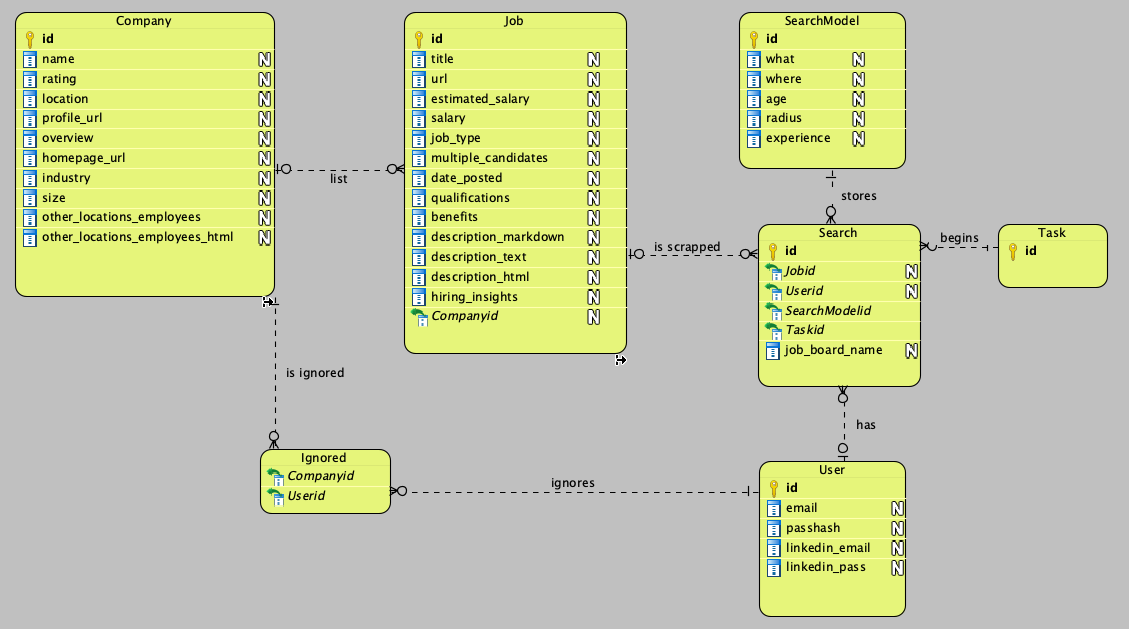 Company
id
name N
rating N
location N
profile_url N
overview N
homepage_url N
industry N
size N
other_locations_employees N
other_locations_employees_html N
list
Job
id
title N
url N
estimated_salary N
salary N
job_type N
multiple_candidates N
date_posted N
qualifications N
benefits N
description_markdown N
description_text N
description_html N
hiring_insights N
Companyid N
SearchModel
id
what N
where N
age N
radius N
experience N
stores
is scrapped
Search
id
Jobid N
Userid N
SearchModelid
Taskid
job_board_name N
begins
Task
id
is ignored
has
Ignored
Companyid
Userid
ignores
User
id
email N
passhash N
linkedin_email N
linkedin_pass N